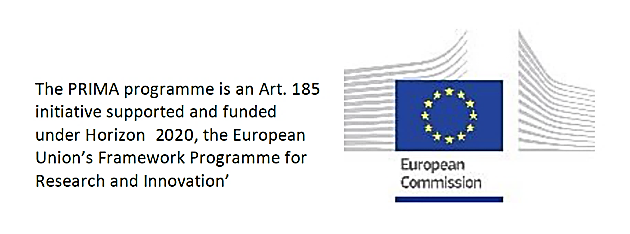 The PRIMA programme is an Art. 185
initiative supported and funded
under Horizon  2020, the European
Union’s Framework Programme for
Research and Innovation’
European
Commission